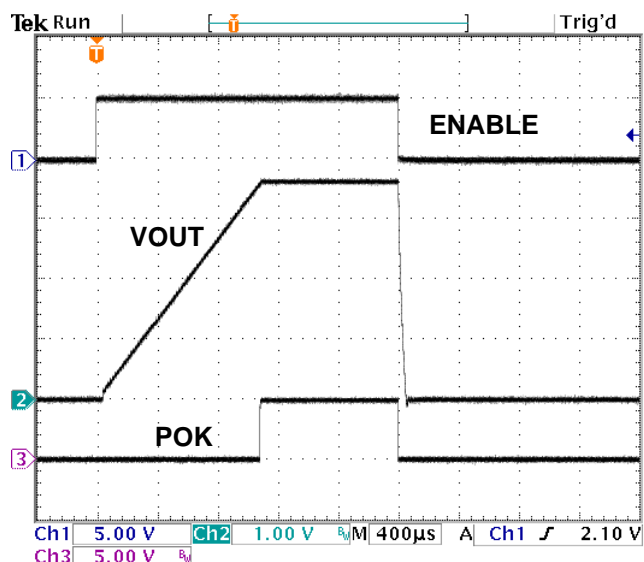 Tek Run Trig'd
T
T
ENABLE
1
VOUT
2
POK
3
Ch1 5.00 V Ch2 1.00 V BW M 400µs A Ch1 2.10 V
Ch3 5.00 V BW